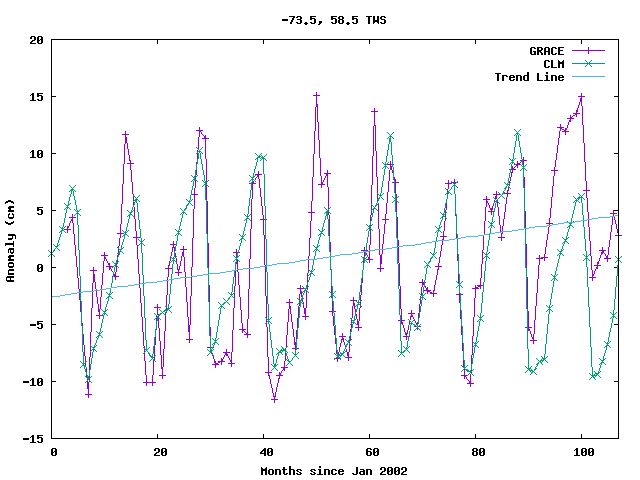 -73.5, 58.5 TWS
GRACE
CLM
Trend Line
20
15
10
5
0
-5
-10
-15
Anomaly (cm)
0 20 40 60 80 100
Months since Jan 2002